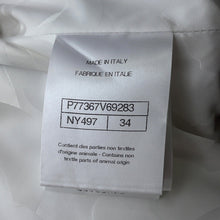 MADE IN ITALY
FABRIQUE EN ITALIE
P77367V69283
NY497 34
Contient des parties non textiles
d'origine animale - Contains non
textile parts of animal origin